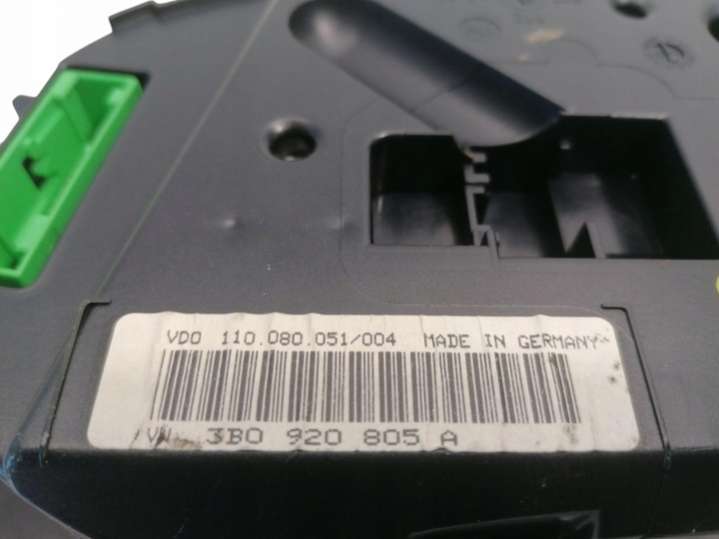 VDO 110.080.051/004 MADE IN GERMANY
VW 3B0 920 805 A